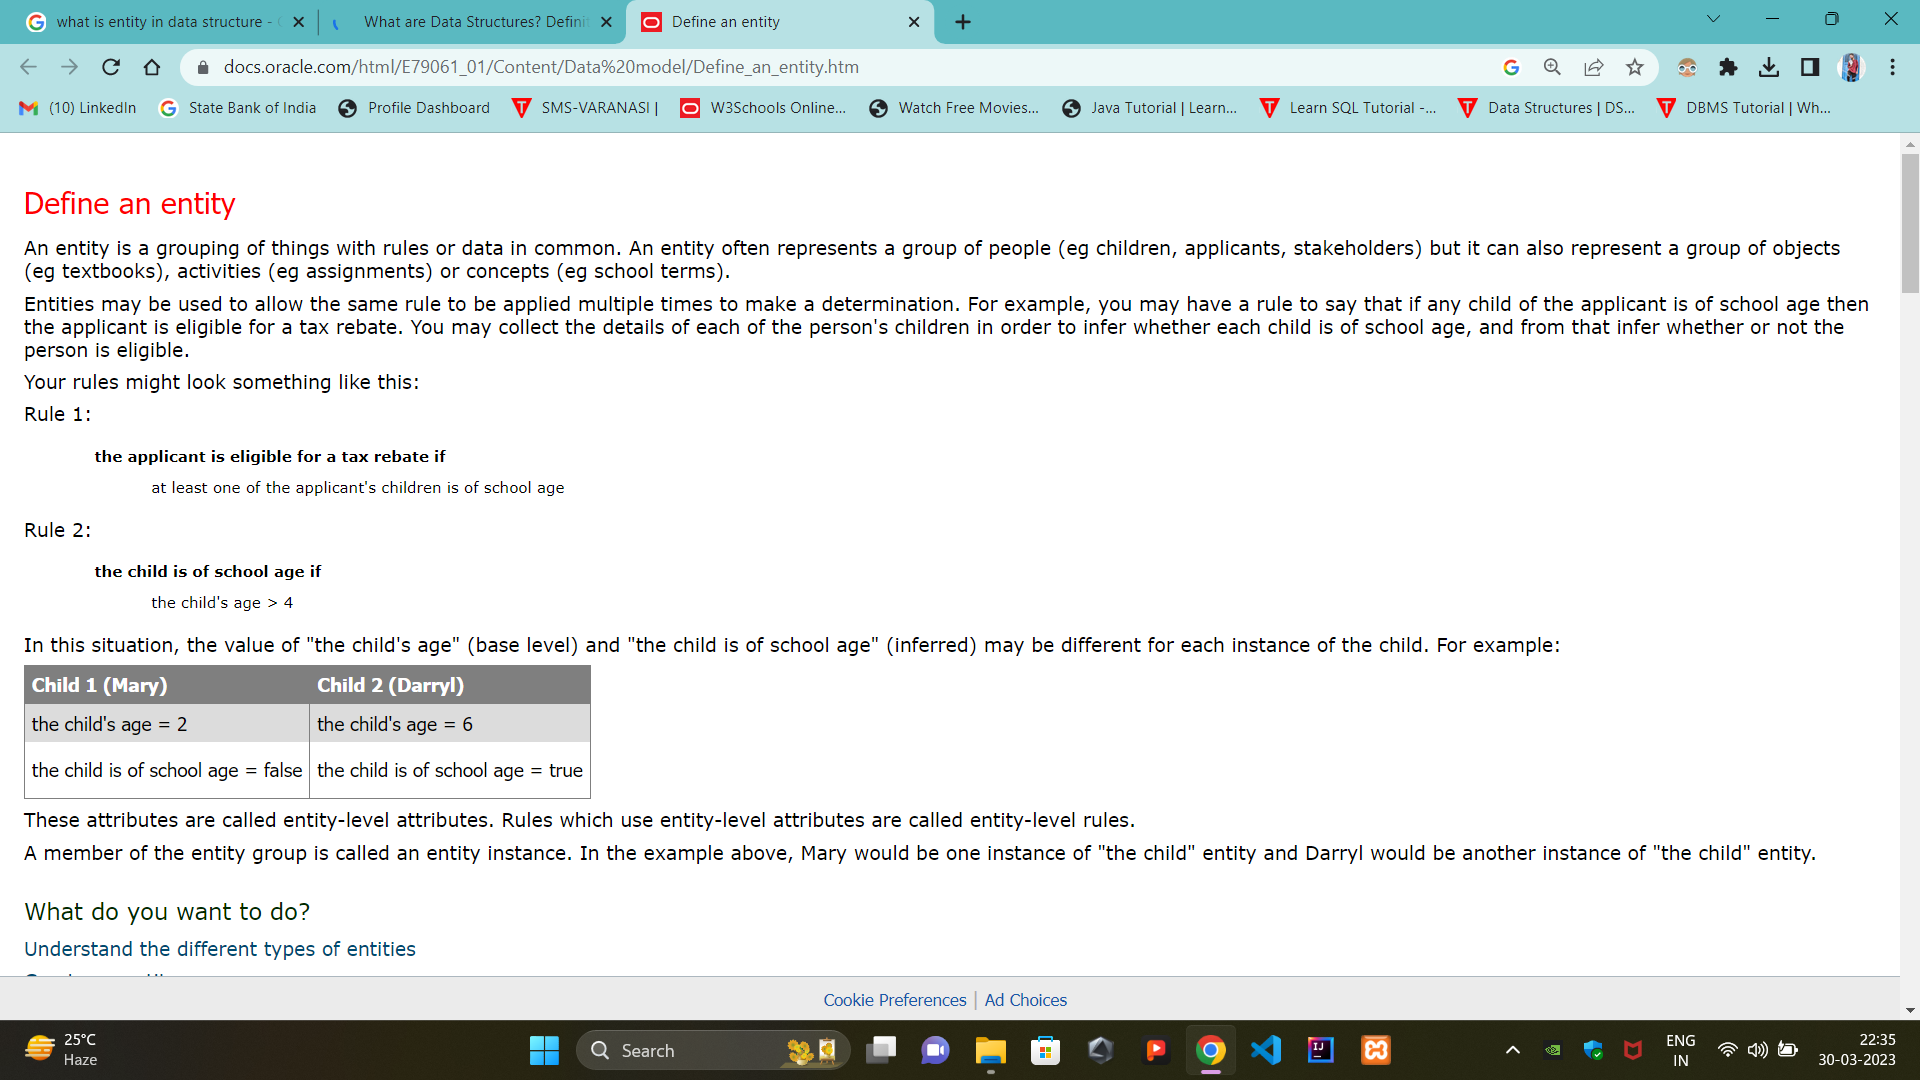 what is entity in data structure -
What are Data Structures? Definit
Define an entity
docs.oracle.com/html/E79061_01/Content/Data%20model/Define_an_entity.htm
(10) LinkedIn
State Bank of India
Profile Dashboard
SMS-VARANASI |
W3Schools Online...
Watch Free Movies...
Java Tutorial | Learn...
Learn SQL Tutorial -...
Data Structures | DS...
DBMS Tutorial | Wh...
Define an entity
An entity is a grouping of things with rules or data in common. An entity often represents a group of people (eg children, applicants, stakeholders) but it can also represent a group of objects
(eg textbooks), activities (eg assignments) or concepts (eg school terms).
Entities may be used to allow the same rule to be applied multiple times to make a determination. For example, you may have a rule to say that if any child of the applicant is of school age then
the applicant is eligible for a tax rebate. You may collect the details of each of the person's children in order to infer whether each child is of school age, and from that infer whether or not the
person is eligible.
Your rules might look something like this:
Rule 1:
the applicant is eligible for a tax rebate if
at least one of the applicant's children is of school age
Rule 2:
the child is of school age if
the child's age > 4
In this situation, the value of "the child's age" (base level) and "the child is of school age" (inferred) may be different for each instance of the child. For example:
Child 1 (Mary) Child 2 (Darryl)
the child's age = 2 the child's age = 6
the child is of school age = false the child is of school age = true
These attributes are called entity-level attributes. Rules which use entity-level attributes are called entity-level rules.
A member of the entity group is called an entity instance. In the example above, Mary would be one instance of "the child" entity and Darryl would be another instance of "the child" entity.
What do you want to do?
Understand the different types of entities
Cookie Preferences | Ad Choices
25°C
Haze
Search
ENG
IN
22:35
30-03-2023